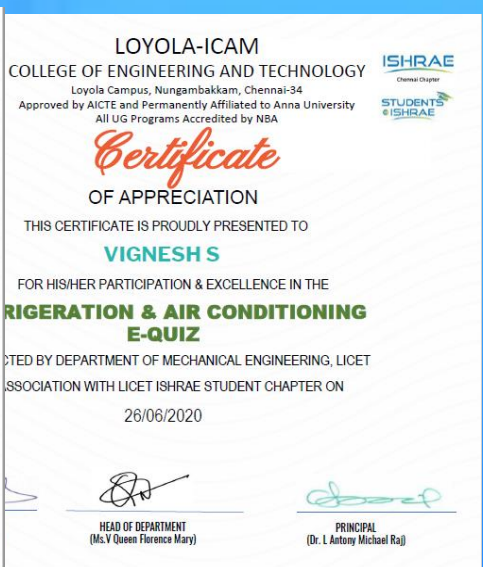 LOYOLA-ICAM
COLLEGE OF ENGINEERING AND TECHNOLOGY
Loyola Campus, Nungambakkam, Chennai-34
Approved by AICTE and Permanently Affiliated to Anna University
All UG Programs Accredited by NBA
ISHRAE
Chennai Chapter
STUDENTS
@ISHRAE
Certificate
OF APPRECIATION
THIS CERTIFICATE IS PROUDLY PRESENTED TO
VIGNESH S
FOR HIS/HER PARTICIPATION & EXCELLENCE IN THE
RIGERATION & AIR CONDITIONING
E-QUIZ
CTED BY DEPARTMENT OF MECHANICAL ENGINEERING, LICET
SSOCIATION WITH LICET ISHRAE STUDENT CHAPTER ON
26/06/2020
HEAD OF DEPARTMENT
(Ms.V Queen Florence Mary)
PRINCIPAL
(Dr. L Antony Michael Raj)